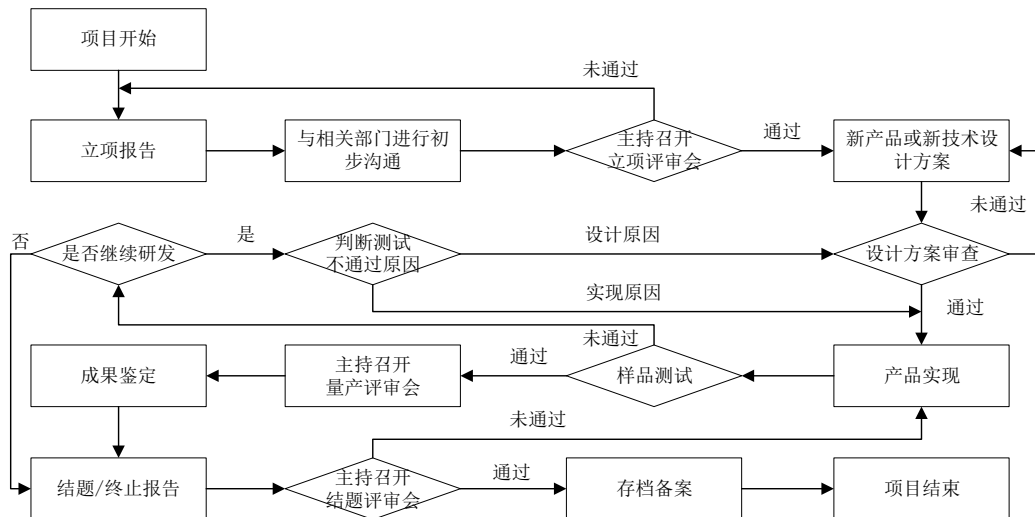 项目开始
未通过
立项报告
与相关部门进行初
步沟通
主持召开
立项评审会
通过
新产品或新技术设
计方案
未通过
否
是否继续研发
是
判断测试
不通过原因
设计原因
设计方案审查
实现原因
通过
未通过
成果鉴定
主持召开
量产评审会
通过
样品测试
产品实现
未通过
结题/终止报告
主持召开
结题评审会
通过
存档备案
项目结束